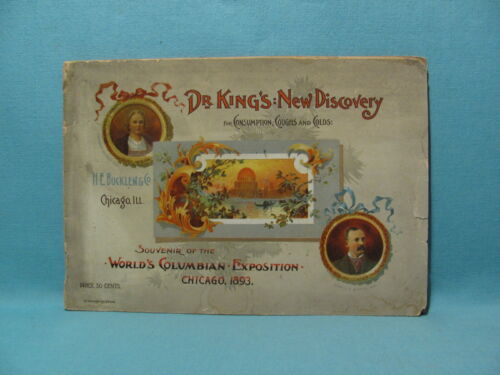 DR. KING'S: NEW DISCOVERY
FOR CONSUMPTION, COUGHS AND COLDS:
H.E. BUCKLEN & CO
Chicago, Ill.
SOUVENIR OF THE
WORLD'S COLUMBIAN EXPOSITION
CHICAGO, 1893.
PRICE, 50 CENTS.